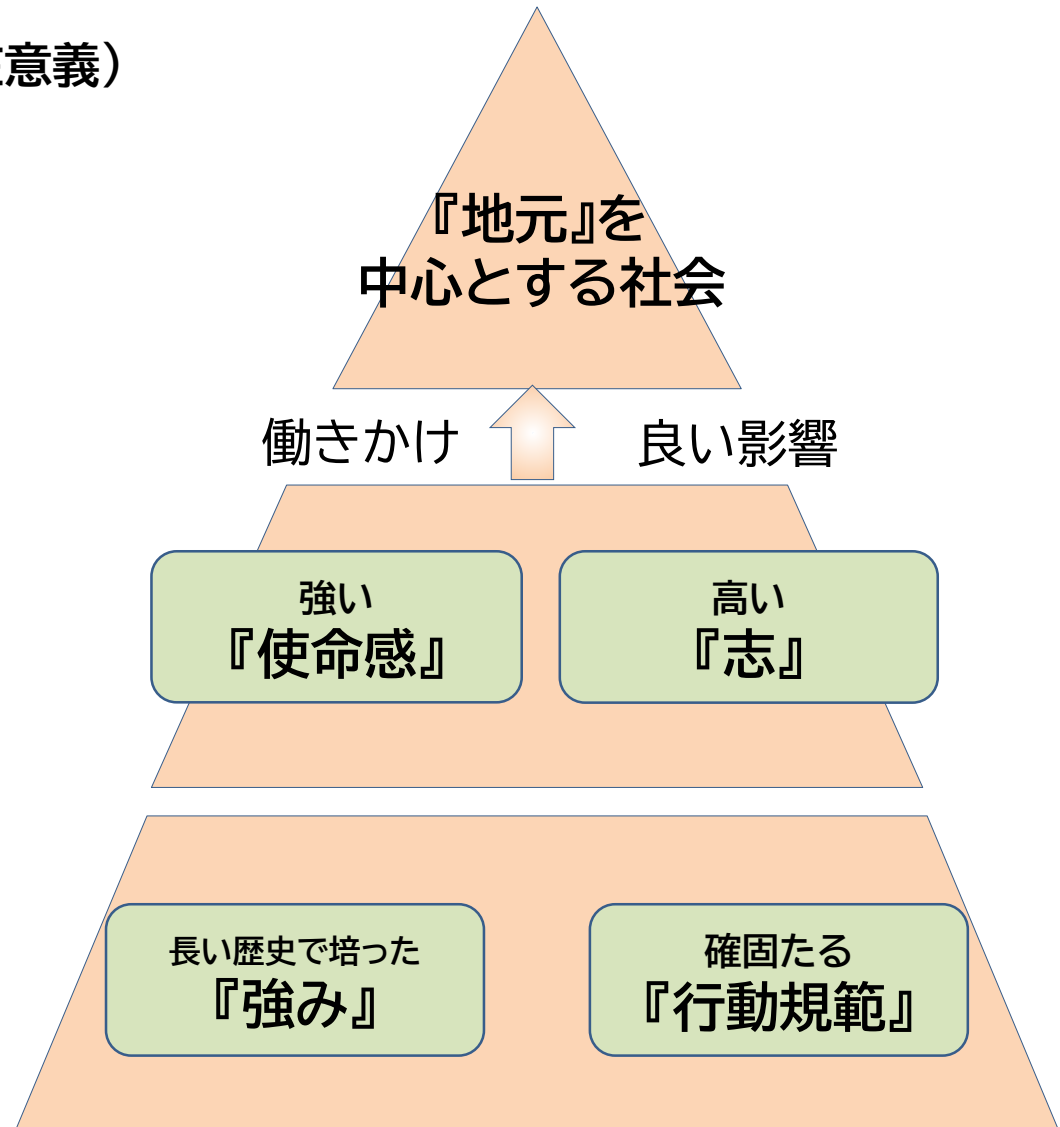 意義）
『地元』を
中心とする社会
働きかけ
良い影響
強い
『使命感』
高い
『志』
長い歴史で培った
『強み』
確固たる
『行動規範』